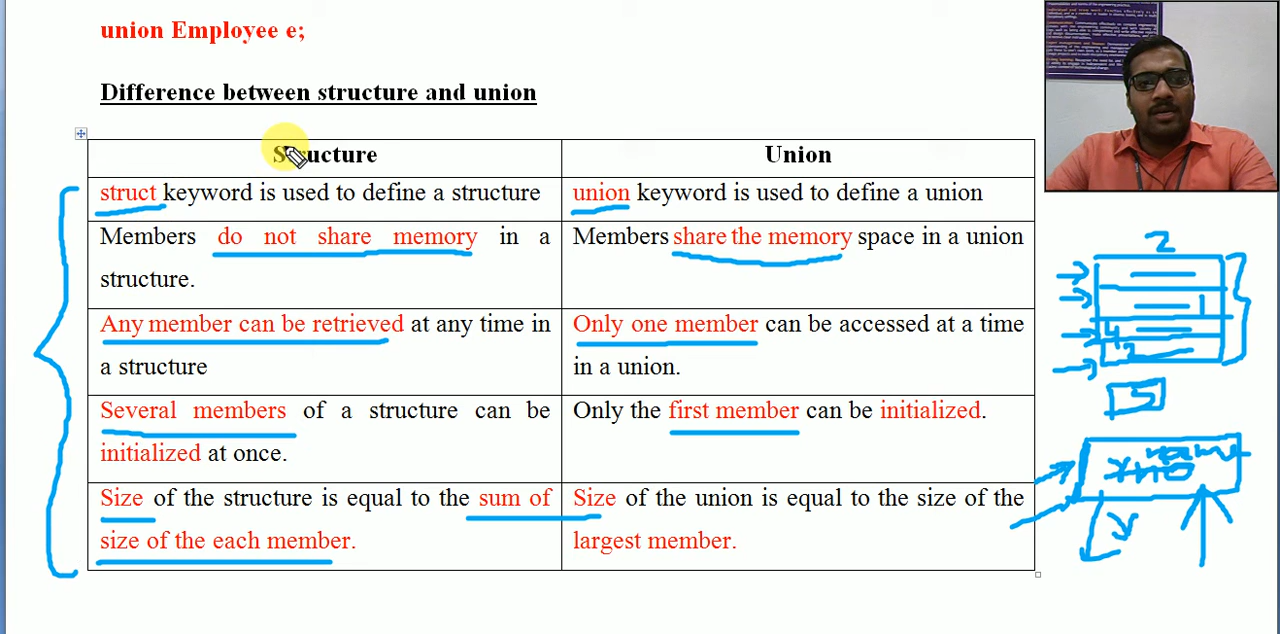 union Employee e;
Difference between structure and union
Structure
Union
struct keyword is used to define a structure
union keyword is used to define a union
Members do not share memory in a
structure.
Members share the memory space in a union
Any member can be retrieved at any time in
a structure
Only one member can be accessed at a time
in a union.
Several members of a structure can be
initialized at once.
Only the first member can be initialized.
Size of the structure is equal to the sum of
size of the each member.
Size of the union is equal to the size of the
largest member.
2
4
2
5
name